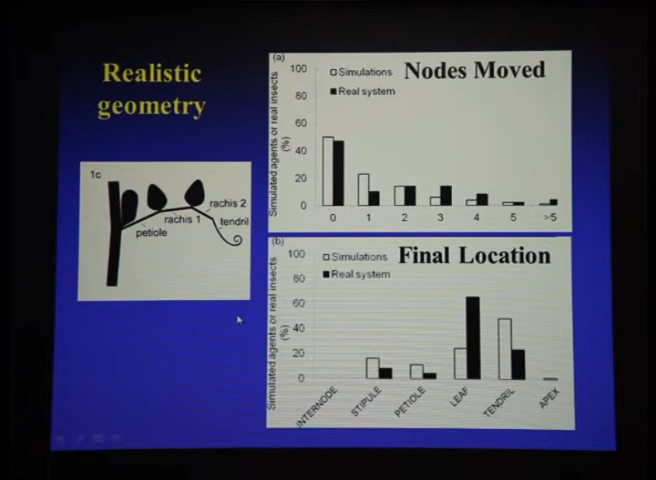 Realistic
geometry
1c
rachis 2
rachis 1
tendril
petiole
(a)
Nodes Moved
Simulations
Real system
Simulated agents or real insects
(%)
100
80
60
40
20
0
0 1 2 3 4 5 >5
(b)
Final Location
Simulations
Real system
Simulated agents or real insects
(%)
100
80
60
40
20
0
INTERNODE STIPULE PETIOLE LEAF TENDRIL APEX